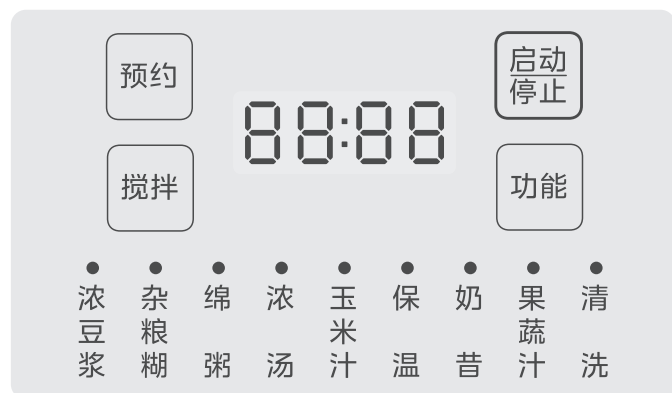 预约
启动
停止
88:88
搅拌
功能
浓豆浆
杂粮糊
绵粥
浓汤
玉米汁
保温
奶昔
果蔬汁
清洗